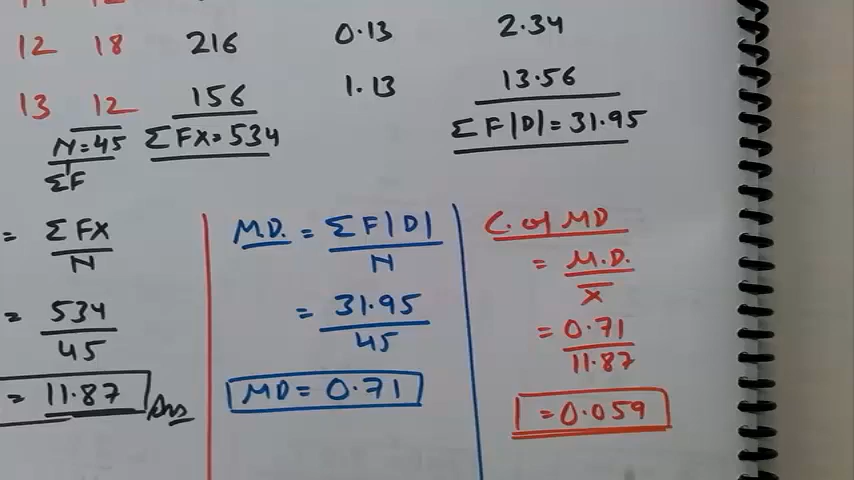 12 18 216 0.13 2.34
13 12 156 1.13 13.56
N=45 ΣFX=534 ΣF|D|=31.95
ΣF
= ΣFX
N
= 534
45
= 11.87 Ans
M.D. = ΣF|D|
N
= 31.95
45
MD = 0.71
C. of MD
= M.D.
X̅
= 0.71
11.87
= 0.059